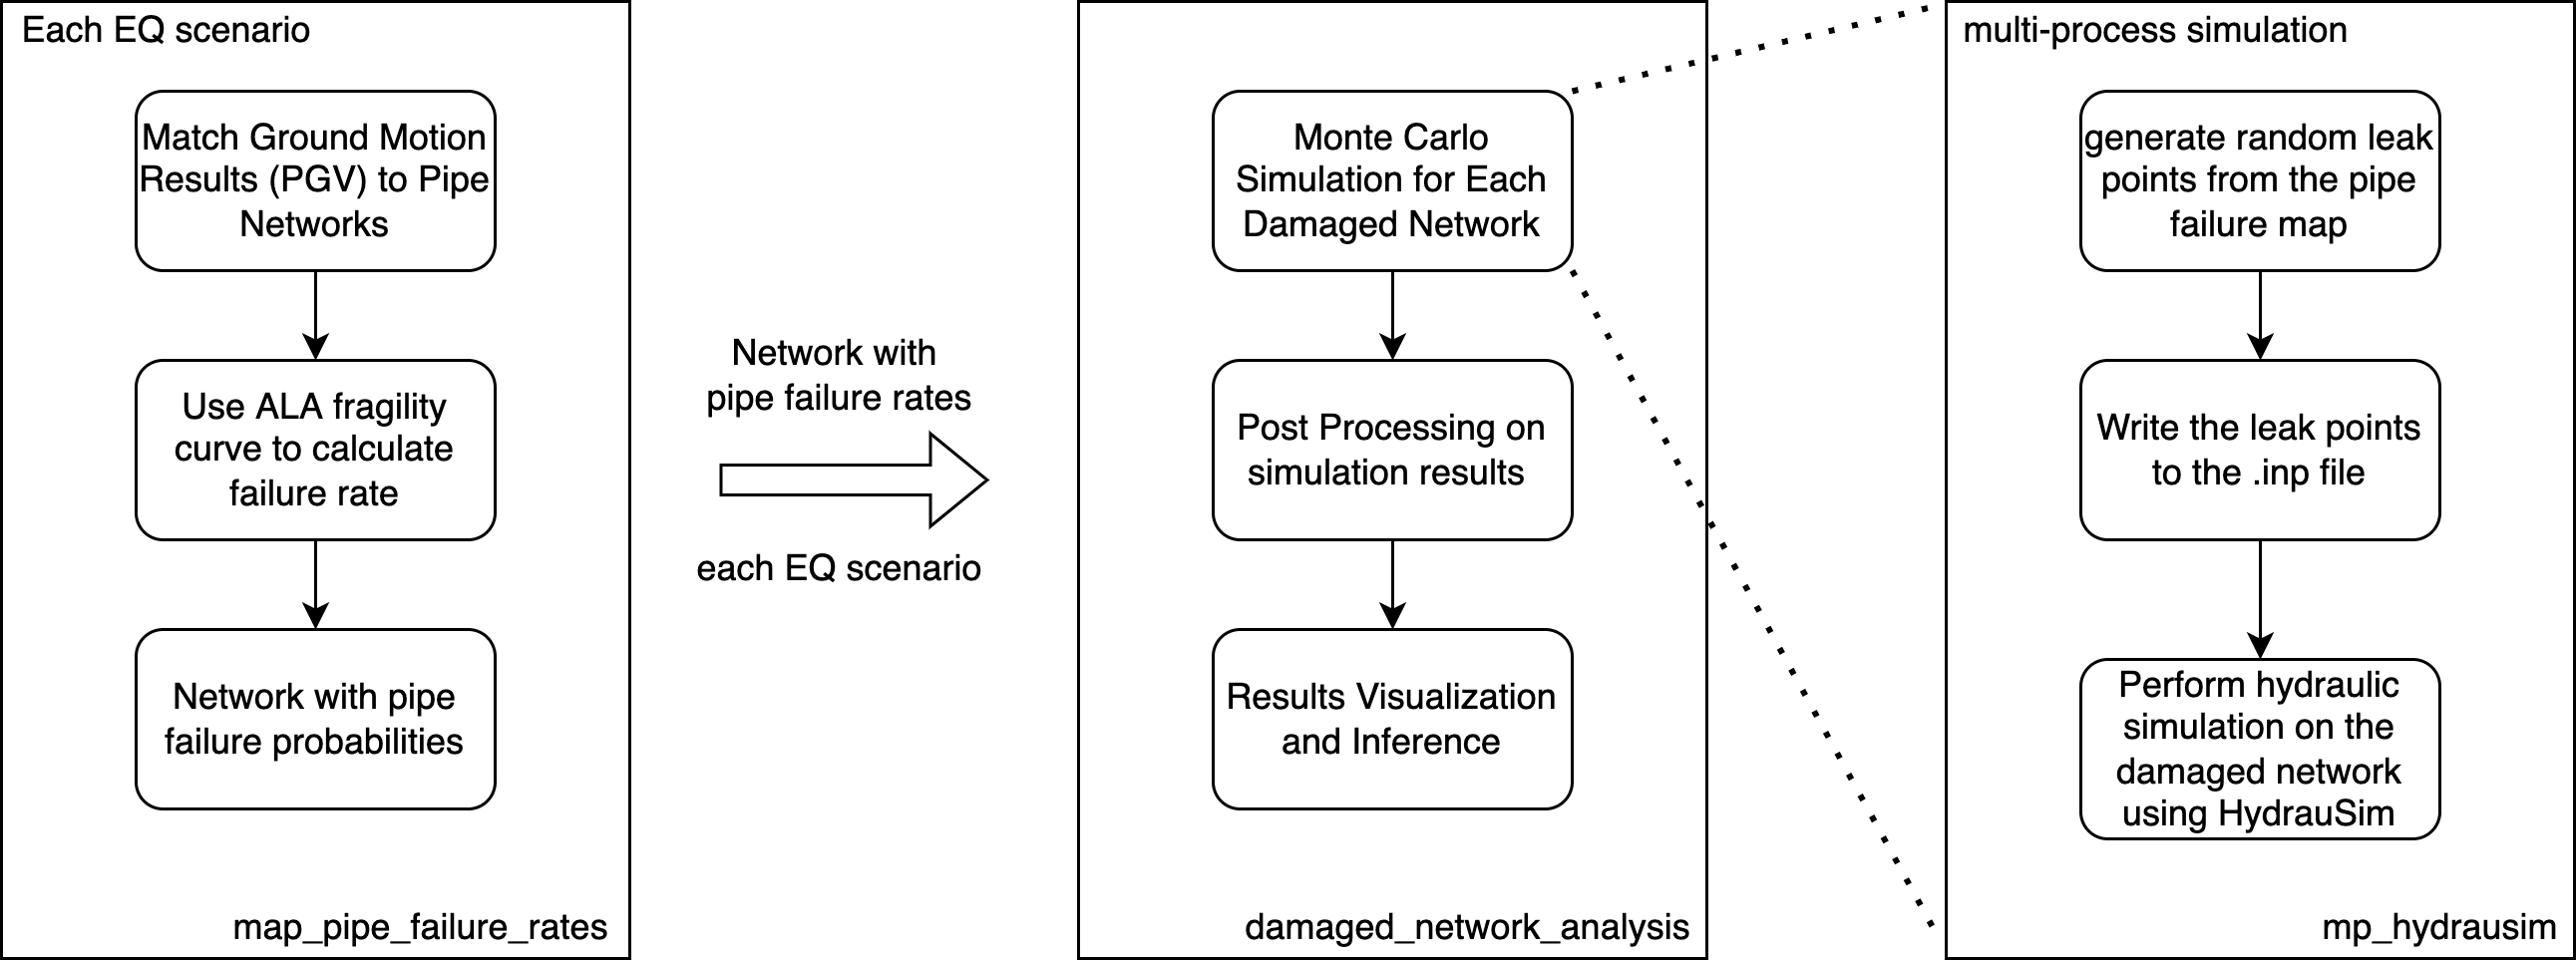 Each EQ scenario
Match Ground Motion
Results (PGV) to Pipe
Networks
Use ALA fragility
curve to calculate
failure rate
Network with pipe
failure probabilities
map_pipe_failure_rates
Network with
pipe failure rates
each EQ scenario
Monte Carlo
Simulation for Each
Damaged Network
Post Processing on
simulation results
Results Visualization
and Inference
damaged_network_analysis
multi-process simulation
generate random leak
points from the pipe
failure map
Write the leak points
to the .inp file
Perform hydraulic
simulation on the
damaged network
using HydrauSim
mp_hydrausim